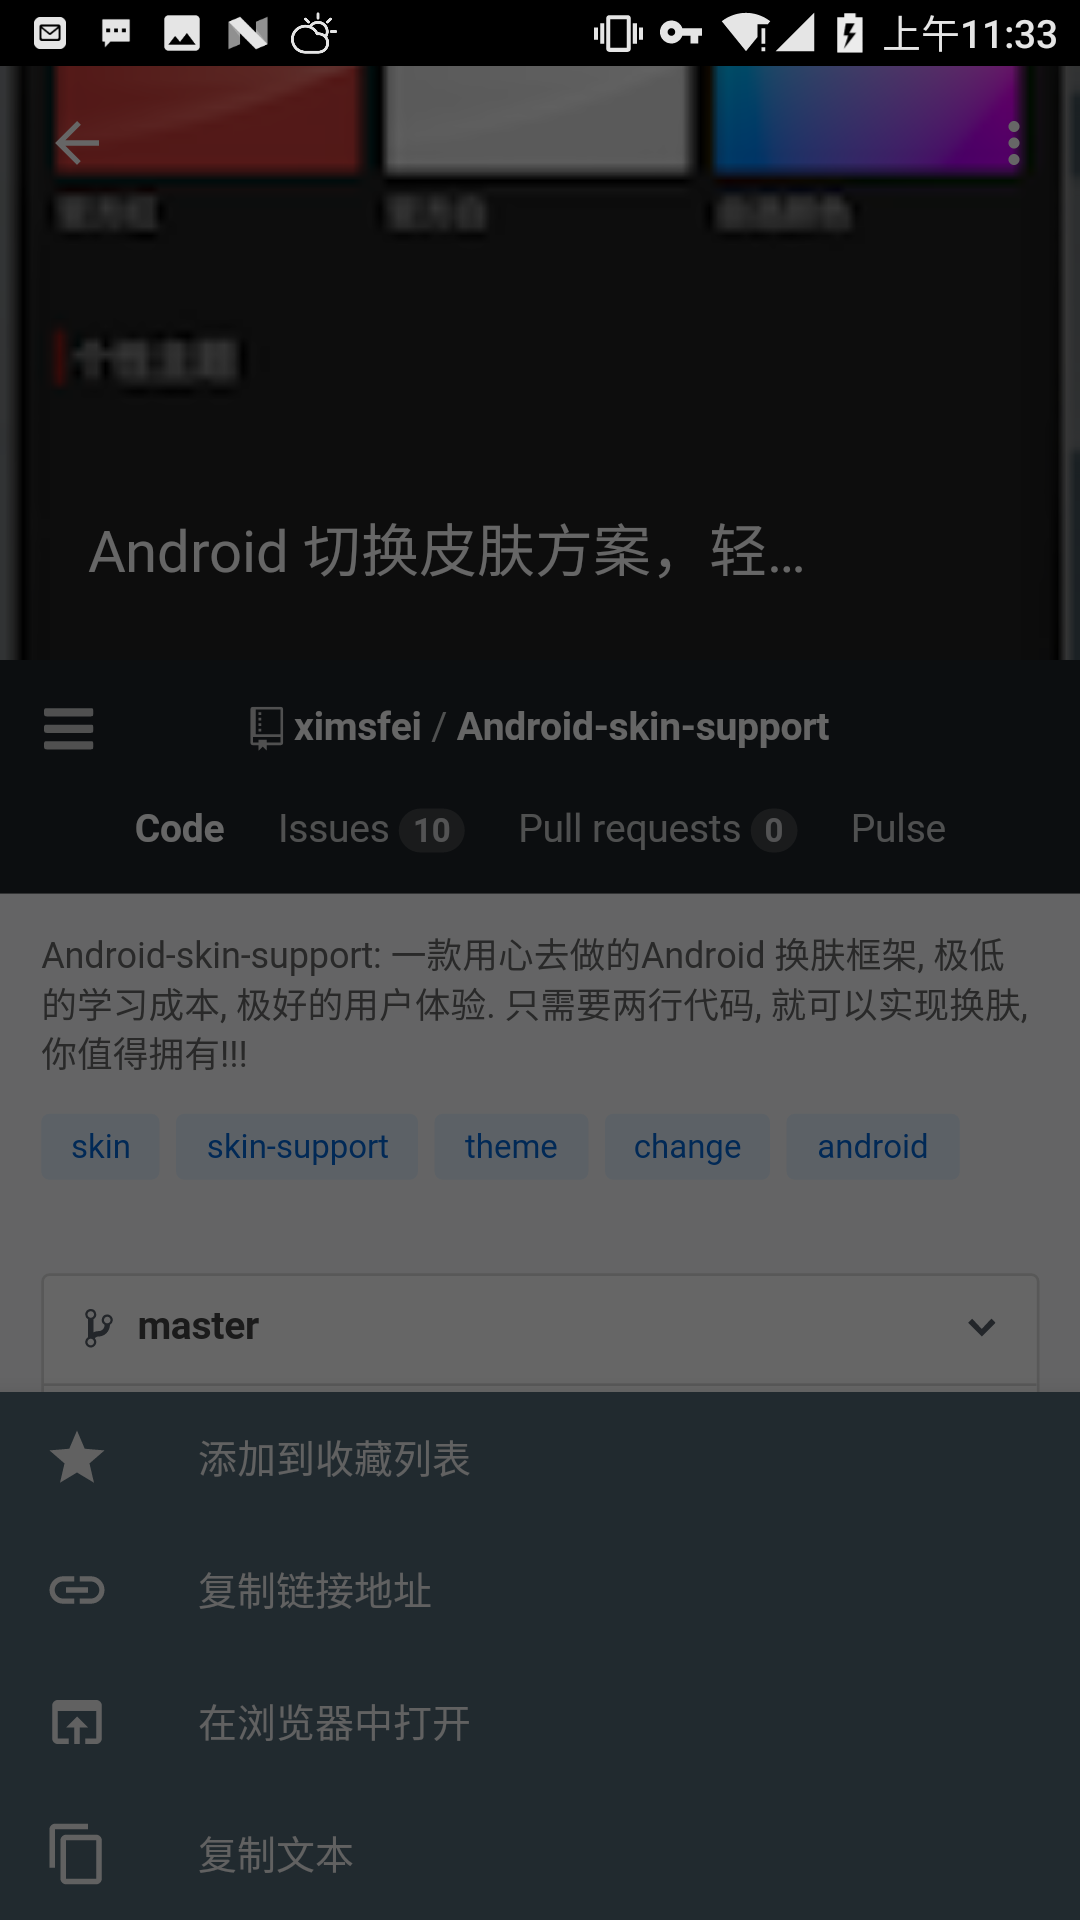 上午11:33
个性主题
Android 切换皮肤方案，轻...
ximsfei / Android-skin-support
Code Issues 10 Pull requests 0 Pulse
Android-skin-support: 一款用心去做的Android 换肤框架, 极低
的学习成本, 极好的用户体验. 只需要两行代码, 就可以实现换肤,
你值得拥有!!!
skin skin-support theme change android
master
添加到收藏列表
复制链接地址
在浏览器中打开
复制文本